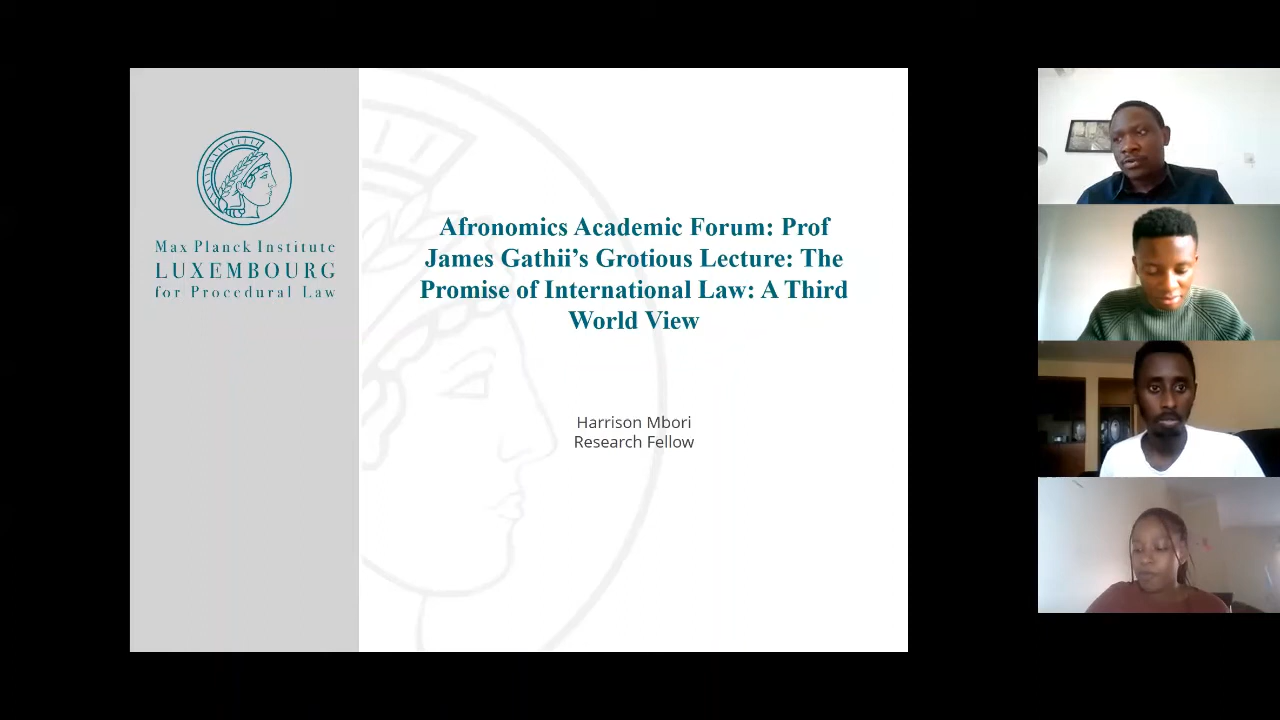 Max Planck Institute
LUXEMBOURG
for Procedural Law
Afronomics Academic Forum: Prof
James Gathii’s Grotious Lecture: The
Promise of International Law: A Third
World View
Harrison Mbori
Research Fellow